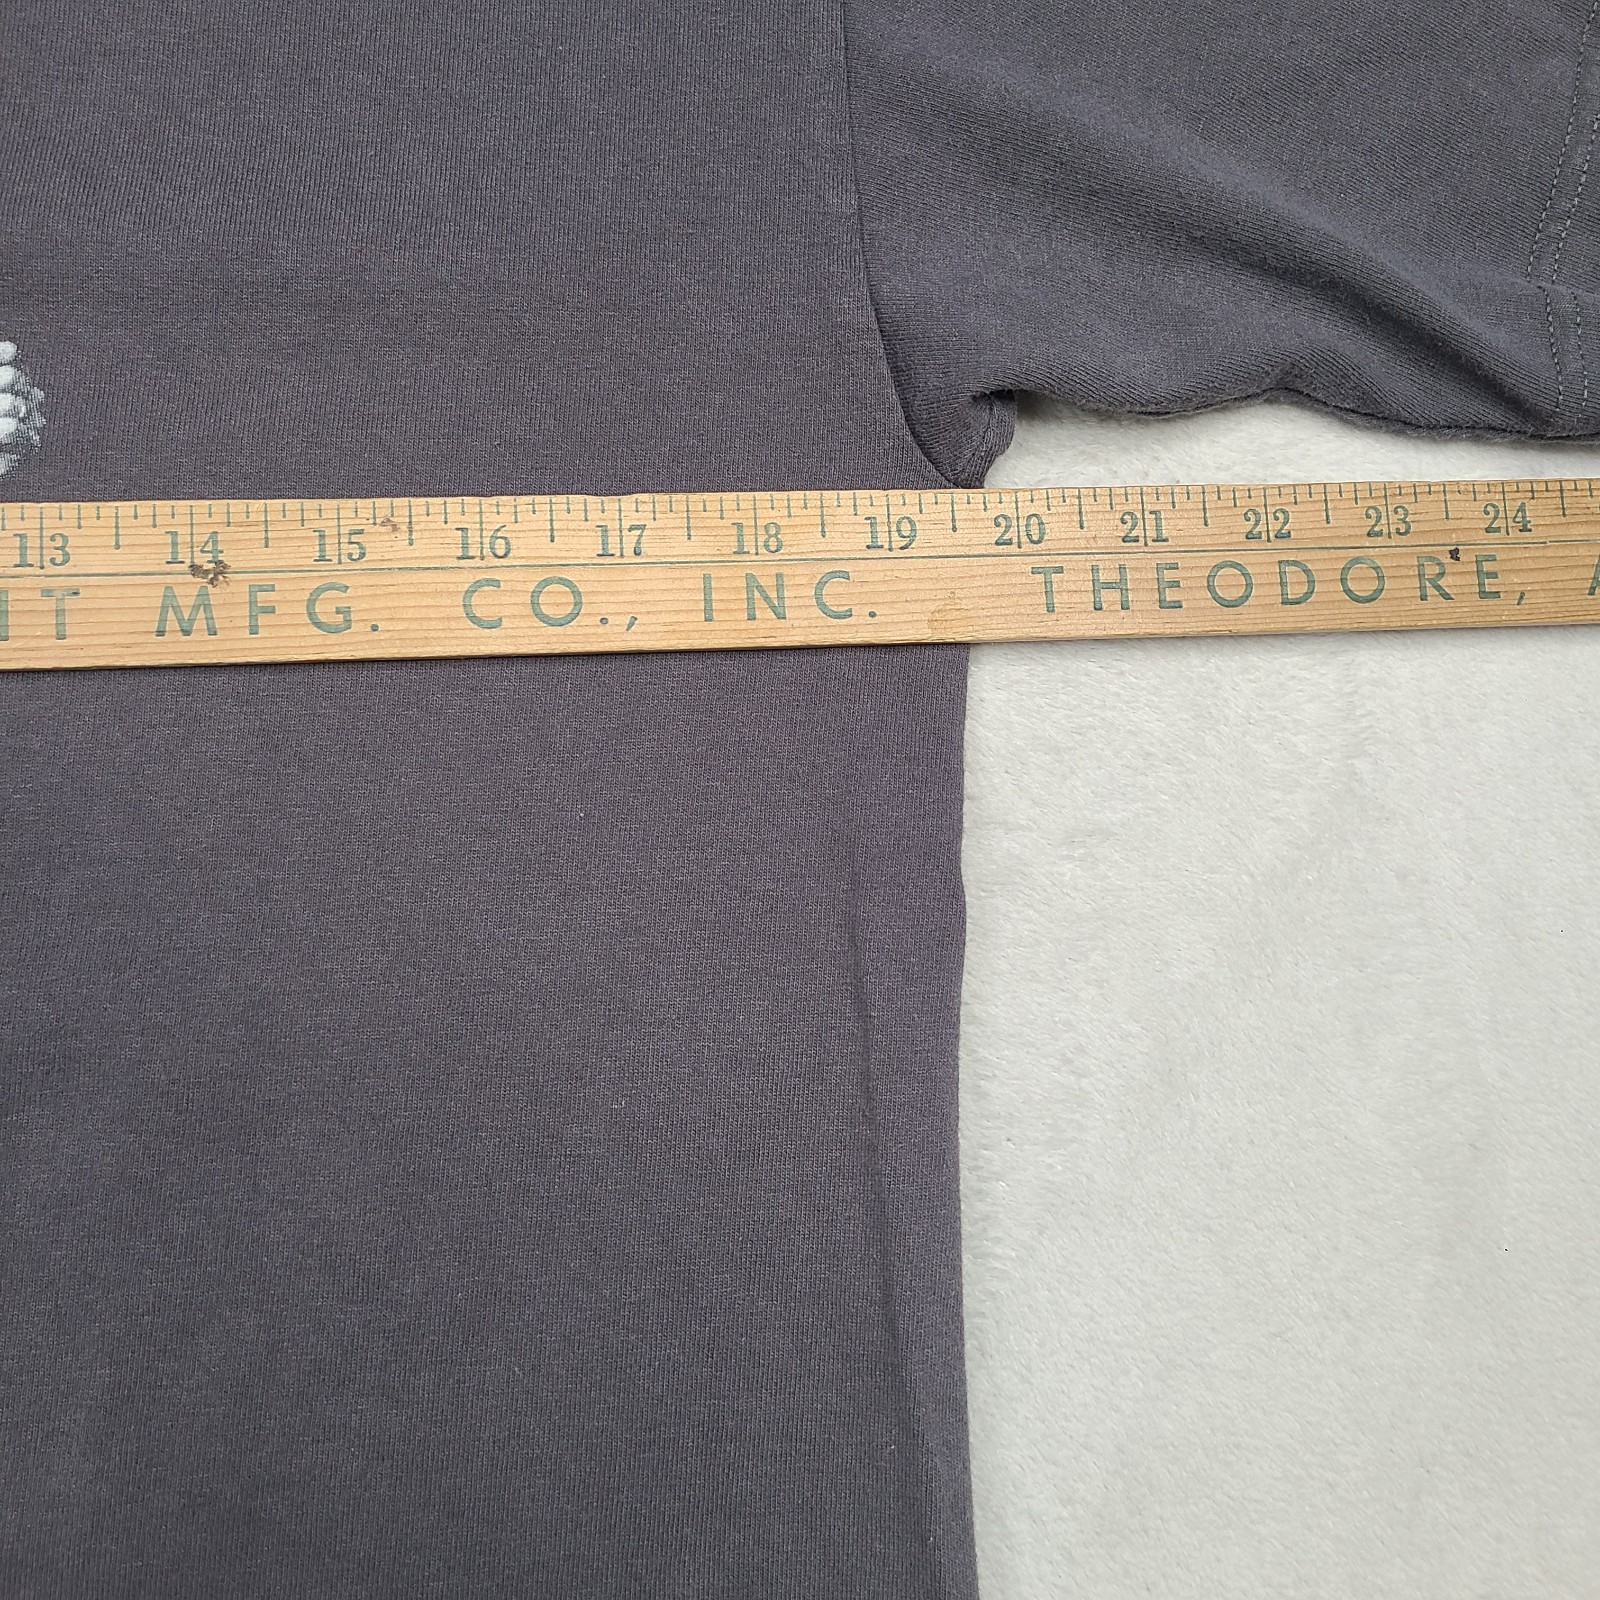 13 14 15 16 17 18 19 20 21 22 23 24
T MFG. CO., INC. THEODORE,